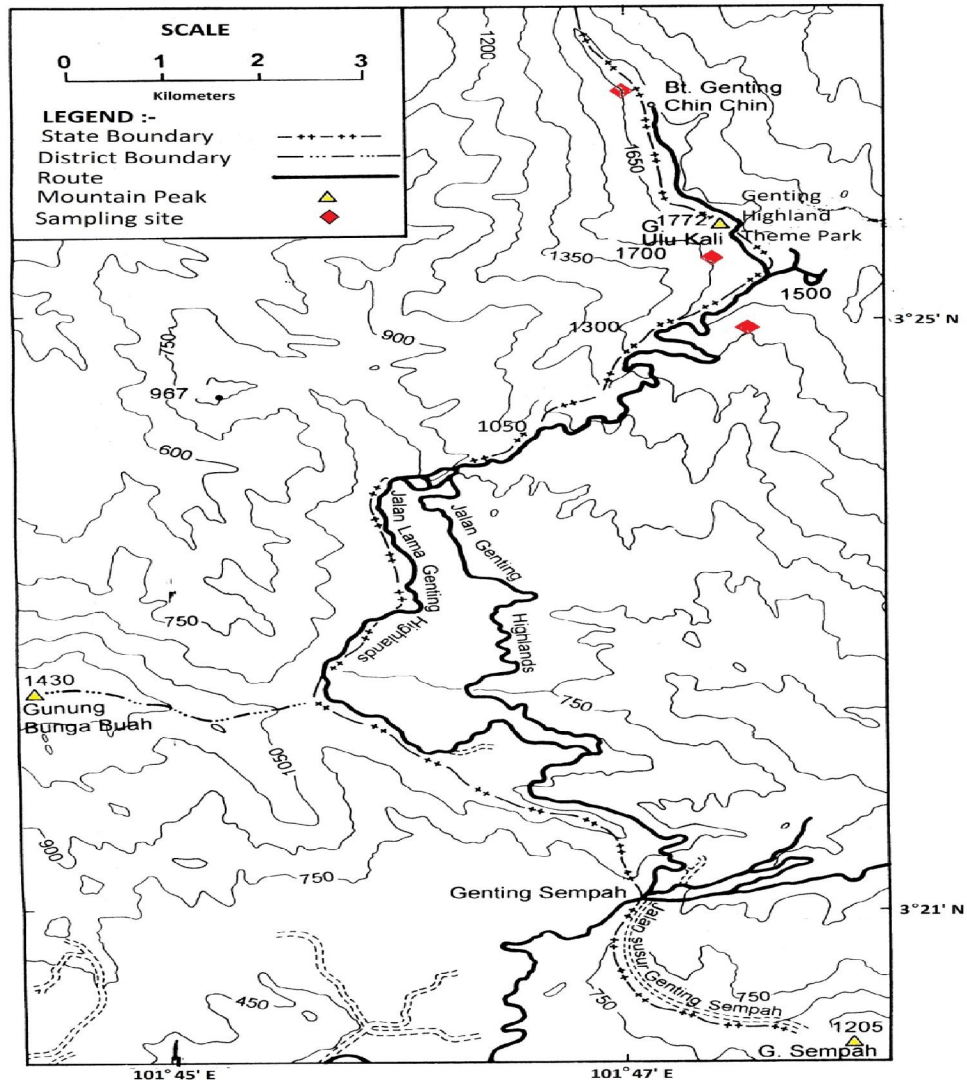 SCALE
0 1 2 3
Kilometers
LEGEND :-
State Boundary
District Boundary
Route
Mountain Peak
Sampling site
1200
Bt. Genting
Chin Chin
1650
Genting
Highland
Theme Park
1772
G.
Ulu Kali
1700
1350
1500
3°25' N
1300
750
900
967
1050
600
Jalan Lama Genting
Highlands
Jalan Genting
Highlands
750
1430
Gunung
Bunga Buah
750
1050
900
750
Genting Sempah
3°21' N
Jalan susur Genting Sempah
450
750
750
1205
G. Sempah
101°45' E
101°47' E